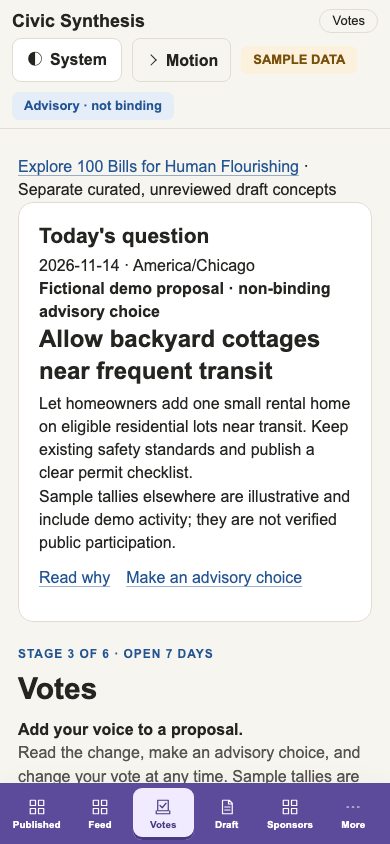 Civic Synthesis
Votes
System
Motion
SAMPLE DATA
Advisory · not binding
Explore 100 Bills for Human Flourishing ·
Separate curated, unreviewed draft concepts
Today's question
2026-11-14 · America/Chicago
Fictional demo proposal · non-binding
advisory choice
Allow backyard cottages
near frequent transit
Let homeowners add one small rental home
on eligible residential lots near transit. Keep
existing safety standards and publish a
clear permit checklist.
Sample tallies elsewhere are illustrative and
include demo activity; they are not verified
public participation.
Read why Make an advisory choice
STAGE 3 OF 6 · OPEN 7 DAYS
Votes
Add your voice to a proposal.
Read the change, make an advisory choice, and
change your vote at any time. Sample tallies are
Published Feed Votes Draft Sponsors More